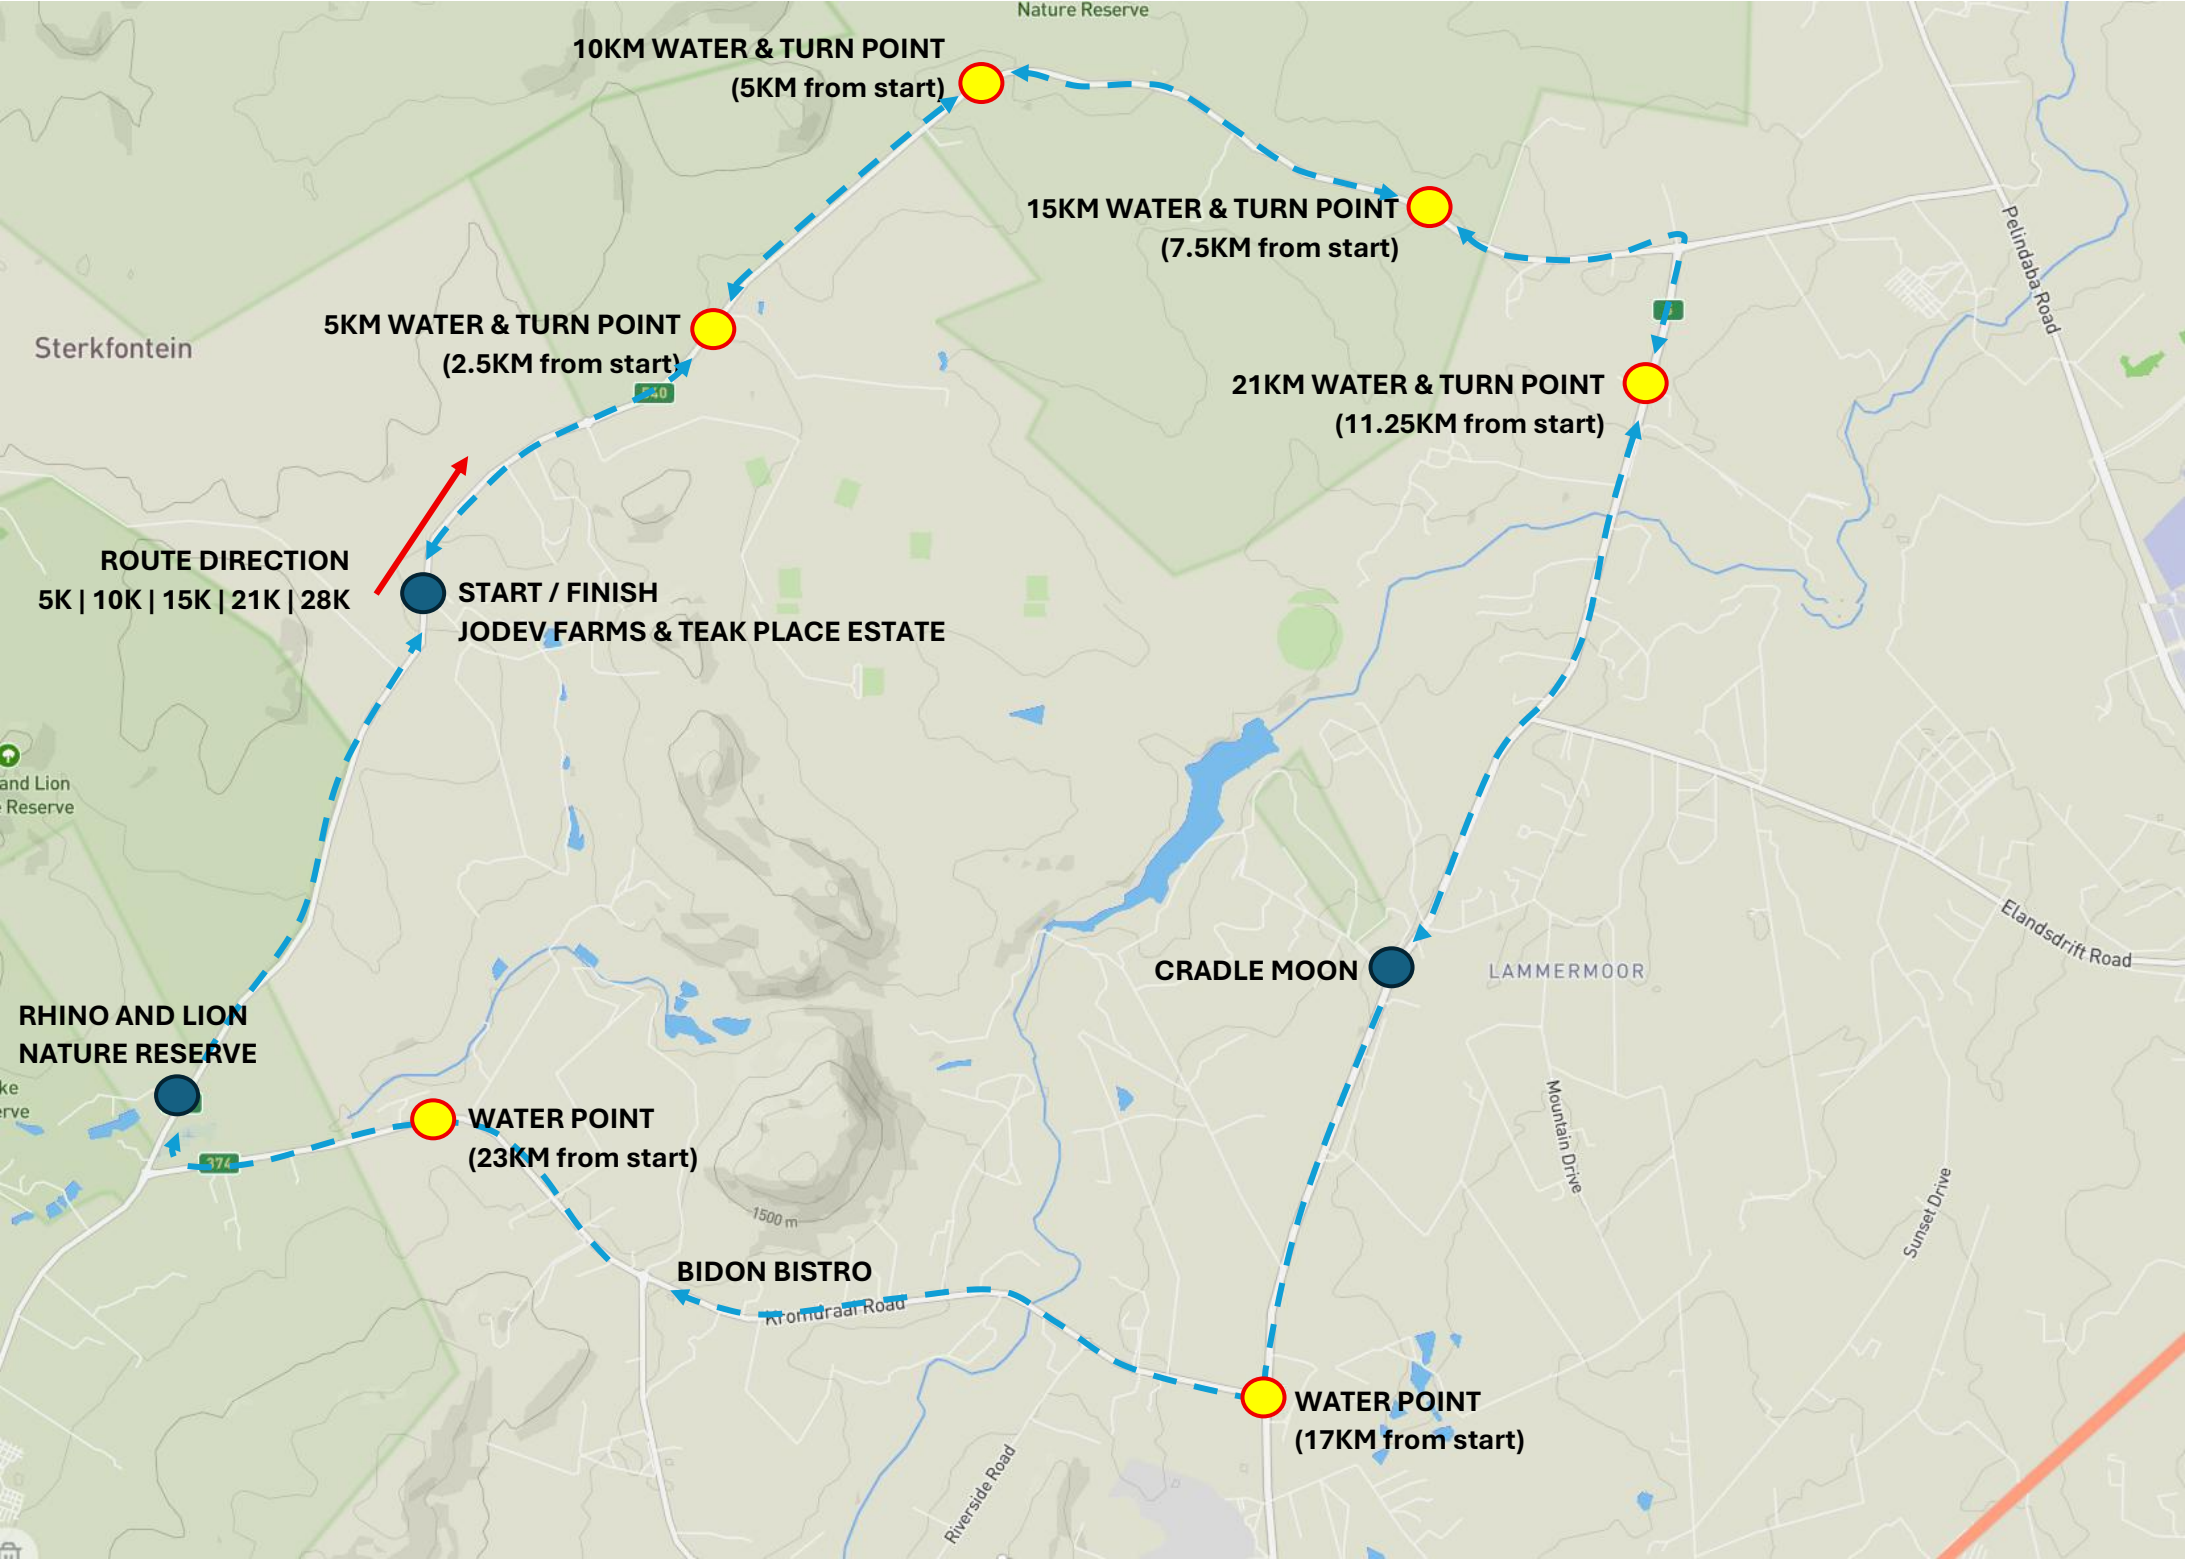 Nature Reserve
10KM WATER & TURN POINT
(5KM from start)
15KM WATER & TURN POINT
(7.5KM from start)
Pelindaba Road
5KM WATER & TURN POINT
(2.5KM from start)
Sterkfontein
540
21KM WATER & TURN POINT
(11.25KM from start)
ROUTE DIRECTION
5K | 10K | 15K | 21K | 28K
START / FINISH
JODEV FARMS & TEAK PLACE ESTATE
and Lion
Reserve
CRADLE MOON
LAMMERMOOR
Elandsdrift Road
RHINO AND LION
NATURE RESERVE
ke
erve
WATER POINT
(23KM from start)
374
Mountain Drive
Sunset Drive
1500 m
BIDON BISTRO
Kromdraai Road
WATER POINT
(17KM from start)
Riverside Road